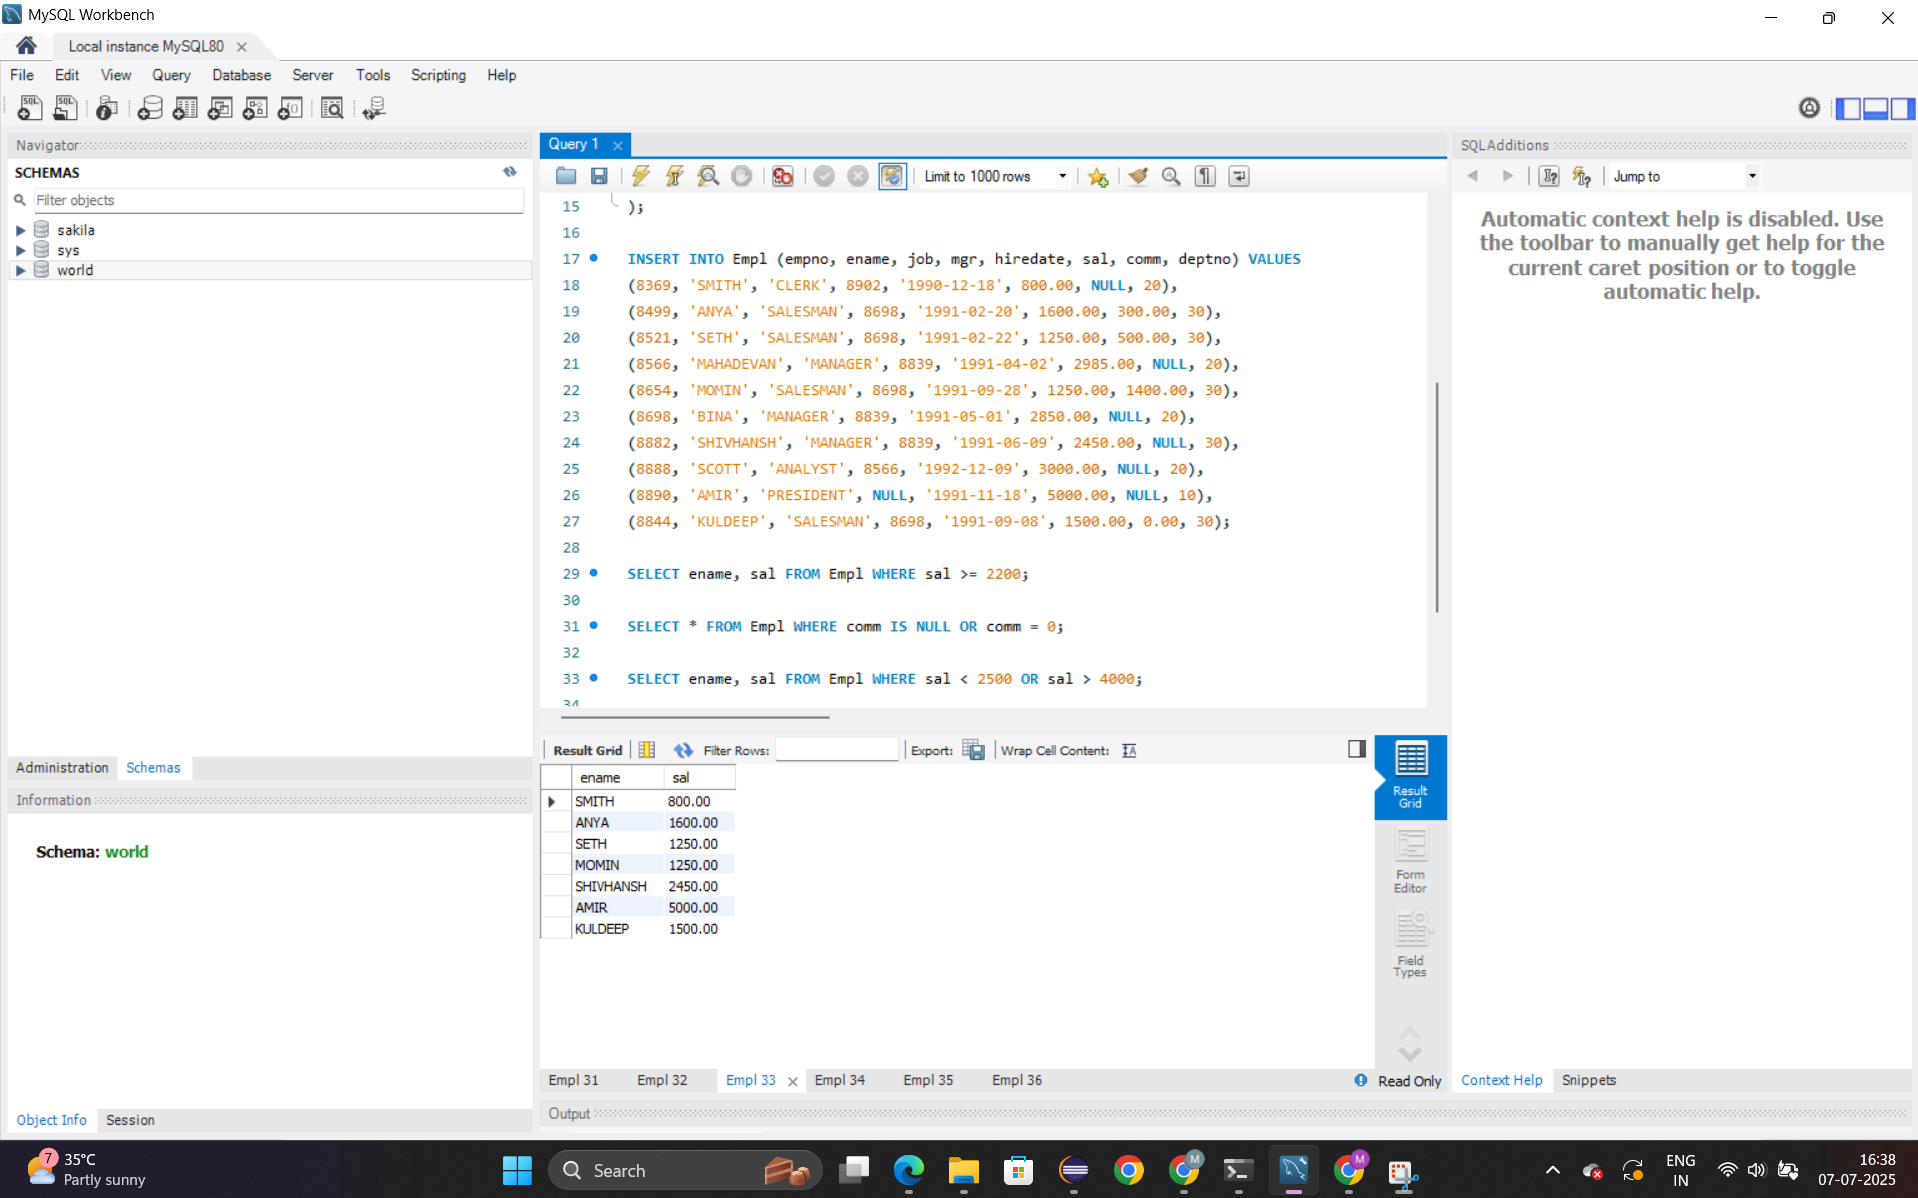 MySQL Workbench
Local instance MySQL80
File Edit View Query Database Server Tools Scripting Help
Navigator
SCHEMAS
Filter objects
sakila
sys
world
Administration Schemas
Information
Schema: world
Object Info Session
Query 1
Limit to 1000 rows
15 );
16
17 INSERT INTO Empl (empno, ename, job, mgr, hiredate, sal, comm, deptno) VALUES
18 (8369, 'SMITH', 'CLERK', 8902, '1990-12-18', 800.00, NULL, 20),
19 (8499, 'ANYA', 'SALESMAN', 8698, '1991-02-20', 1600.00, 300.00, 30),
20 (8521, 'SETH', 'SALESMAN', 8698, '1991-02-22', 1250.00, 500.00, 30),
21 (8566, 'MAHADEVAN', 'MANAGER', 8839, '1991-04-02', 2985.00, NULL, 20),
22 (8654, 'MOMIN', 'SALESMAN', 8698, '1991-09-28', 1250.00, 1400.00, 30),
23 (8698, 'BINA', 'MANAGER', 8839, '1991-05-01', 2850.00, NULL, 20),
24 (8882, 'SHIVHANSH', 'MANAGER', 8839, '1991-06-09', 2450.00, NULL, 30),
25 (8888, 'SCOTT', 'ANALYST', 8566, '1992-12-09', 3000.00, NULL, 20),
26 (8890, 'AMIR', 'PRESIDENT', NULL, '1991-11-18', 5000.00, NULL, 10),
27 (8844, 'KULDEEP', 'SALESMAN', 8698, '1991-09-08', 1500.00, 0.00, 30);
28
29 SELECT ename, sal FROM Empl WHERE sal >= 2200;
30
31 SELECT * FROM Empl WHERE comm IS NULL OR comm = 0;
32
33 SELECT ename, sal FROM Empl WHERE sal < 2500 OR sal > 4000;
34
Result Grid Filter Rows: Export: Wrap Cell Content:
ename sal
SMITH 800.00
ANYA 1600.00
SETH 1250.00
MOMIN 1250.00
SHIVHANSH 2450.00
AMIR 5000.00
KULDEEP 1500.00
Result
Grid
Form
Editor
Field
Types
Empl 31 Empl 32 Empl 33 Empl 34 Empl 35 Empl 36 Read Only
Output
SQLAdditions
Jump to
Automatic context help is disabled. Use
the toolbar to manually get help for the
current caret position or to toggle
automatic help.
Context Help Snippets
7
35°C
Partly sunny
Search
M
M
ENG
IN
16:38
07-07-2025